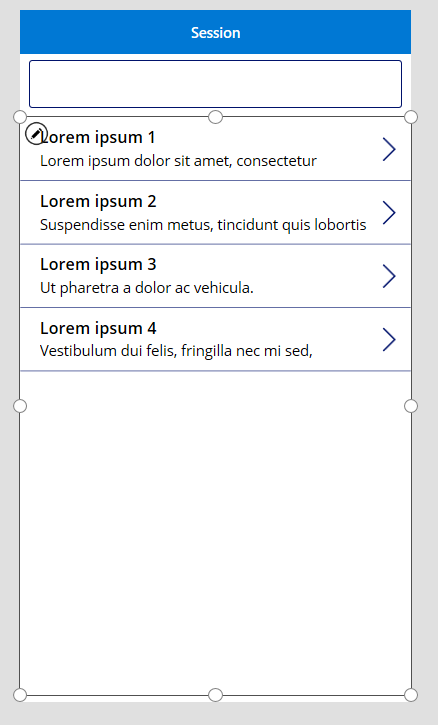 Session
Lorem ipsum 1
Lorem ipsum dolor sit amet, consectetur
Lorem ipsum 2
Suspendisse enim metus, tincidunt quis lobortis
Lorem ipsum 3
Ut pharetra a dolor ac vehicula.
Lorem ipsum 4
Vestibulum dui felis, fringilla nec mi sed,